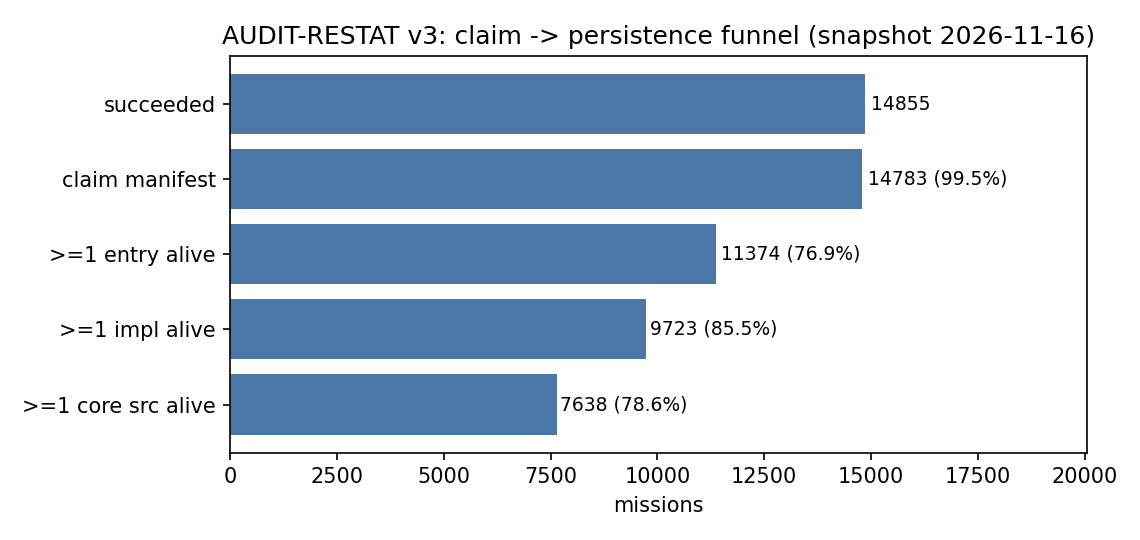 AUDIT-RESTAT v3: claim -> persistence funnel (snapshot 2026-11-16)
succeeded
14855
claim manifest
14783 (99.5%)
>=1 entry alive
11374 (76.9%)
>=1 impl alive
9723 (85.5%)
>=1 core src alive
7638 (78.6%)
0 2500 5000 7500 10000 12500 15000 17500 20000
missions